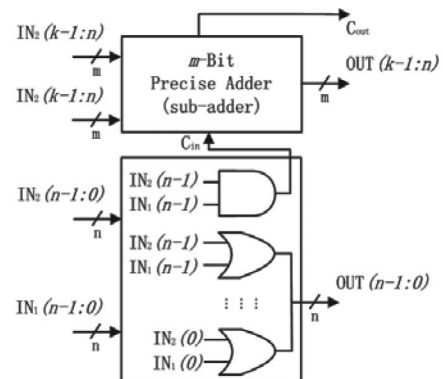 IN₂(k-1:n)
m
IN₂(k-1:n)
m
m-Bit
Precise Adder
(sub-adder)
Cout
OUT(k-1:n)
m
Cin
IN₂(n-1:0)
n
IN₁(n-1:0)
n
IN₂(n-1)
IN₁(n-1)
IN₂(n-1)
IN₁(n-1)
⋮ ⋮ ⋮
IN₂(0)
IN₁(0)
OUT(n-1:0)
n